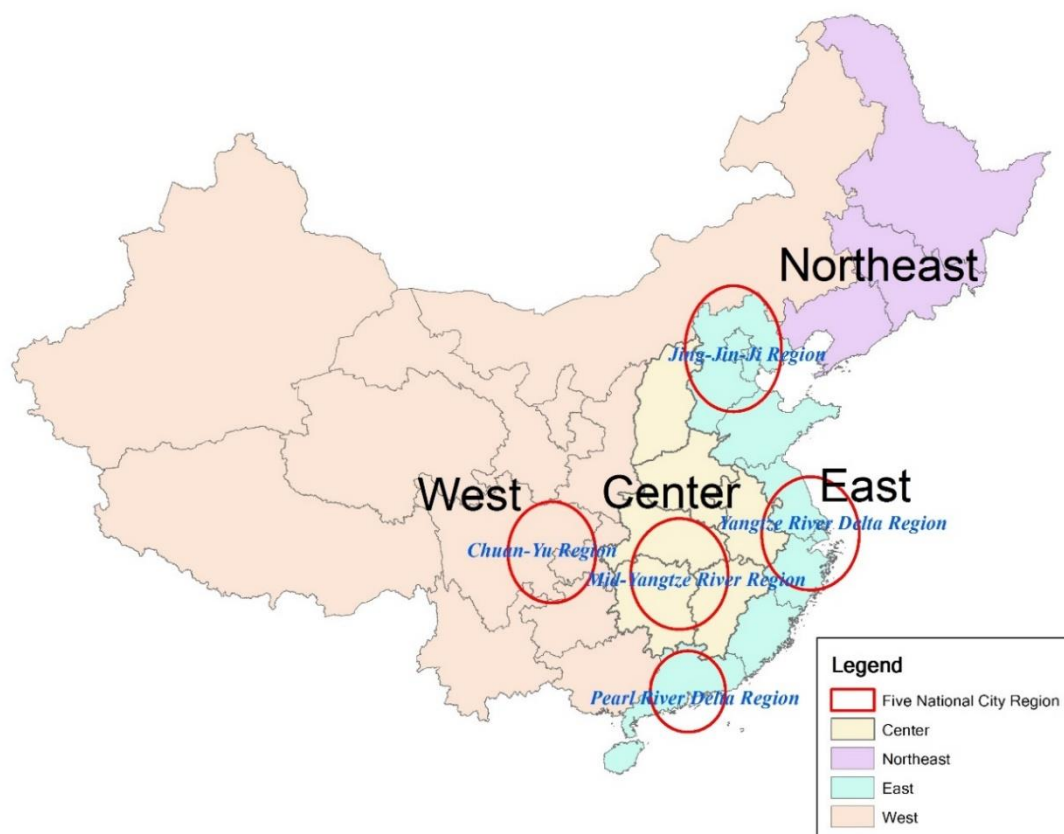 Northeast
Jing-Jin-Ji Region
West
Center
East
Yangtze River Delta Region
Chuan-Yu Region
Mid-Yangtze River Region
Pearl River Delta Region
Legend
Five National City Region
Center
Northeast
East
West